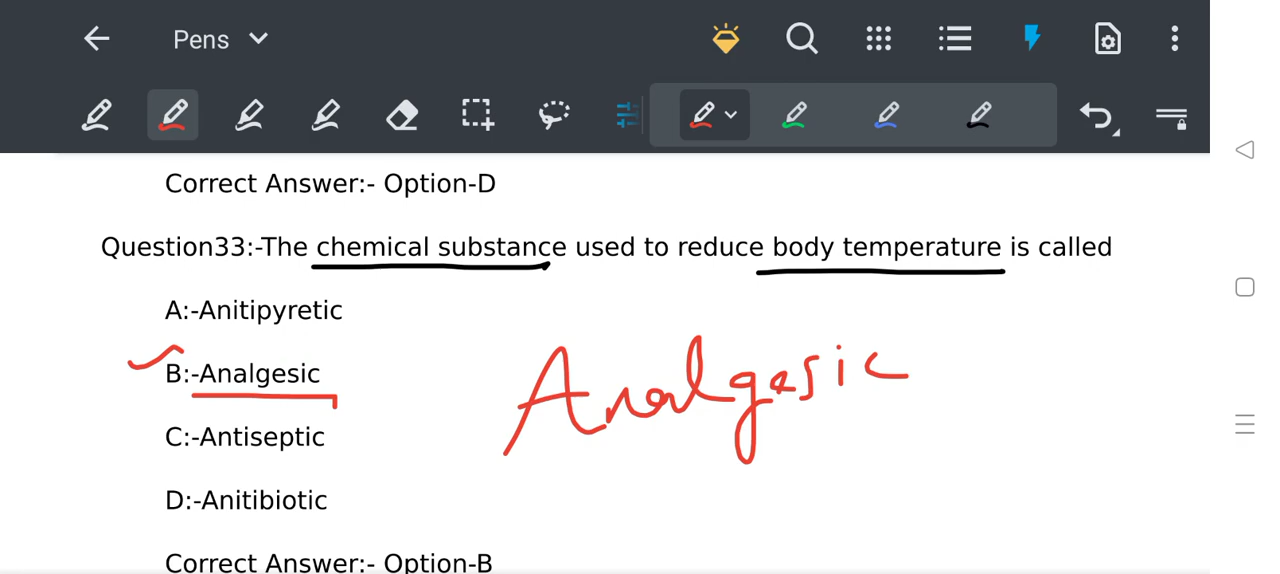 Pens
Correct Answer:- Option-D
Question33:-The chemical substance used to reduce body temperature is called
A:-Anitipyretic
B:-Analgesic
Analgesic
C:-Antiseptic
D:-Anitibiotic
Correct Answer:- Option-B